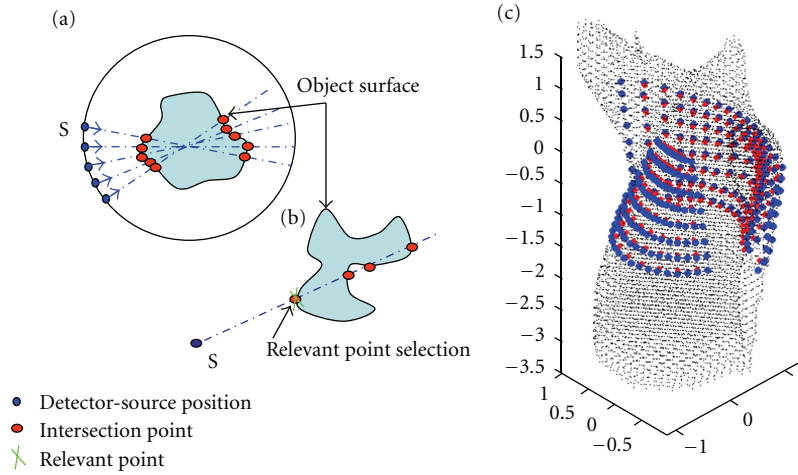 (a)
S
Object surface
(b)
S
Relevant point selection
Detector-source position
Intersection point
Relevant point
(c)
1.5
1
0.5
0
−0.5
−1
−1.5
−2
−2.5
−3
−3.5
1
0.5
0
−0.5
−1
0